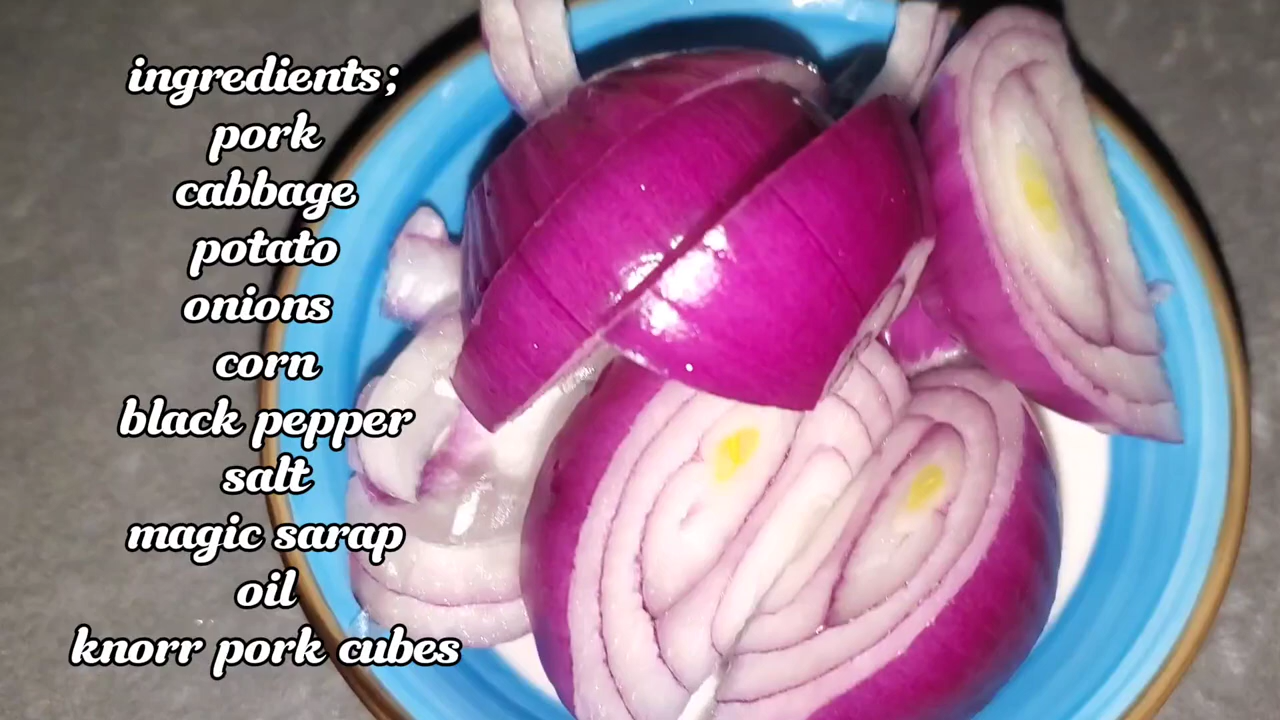 ingredients;
pork
cabbage
potato
onions
corn
black pepper
salt
magic sarap
oil
knorr pork cubes